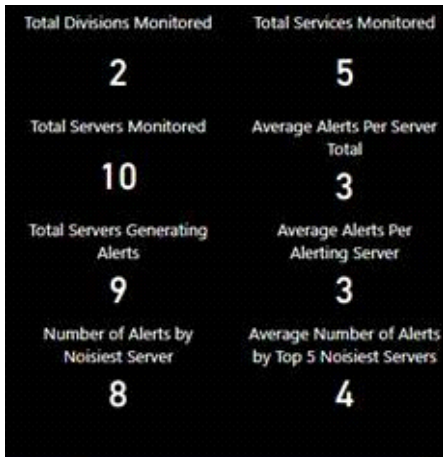 Total Divisions Monitored
2
Total Services Monitored
5
Total Servers Monitored
10
Average Alerts Per Server
Total
3
Total Servers Generating
Alerts
9
Average Alerts Per
Alerting Server
3
Number of Alerts by
Noisiest Server
8
Average Number of Alerts
by Top 5 Noisiest Servers
4